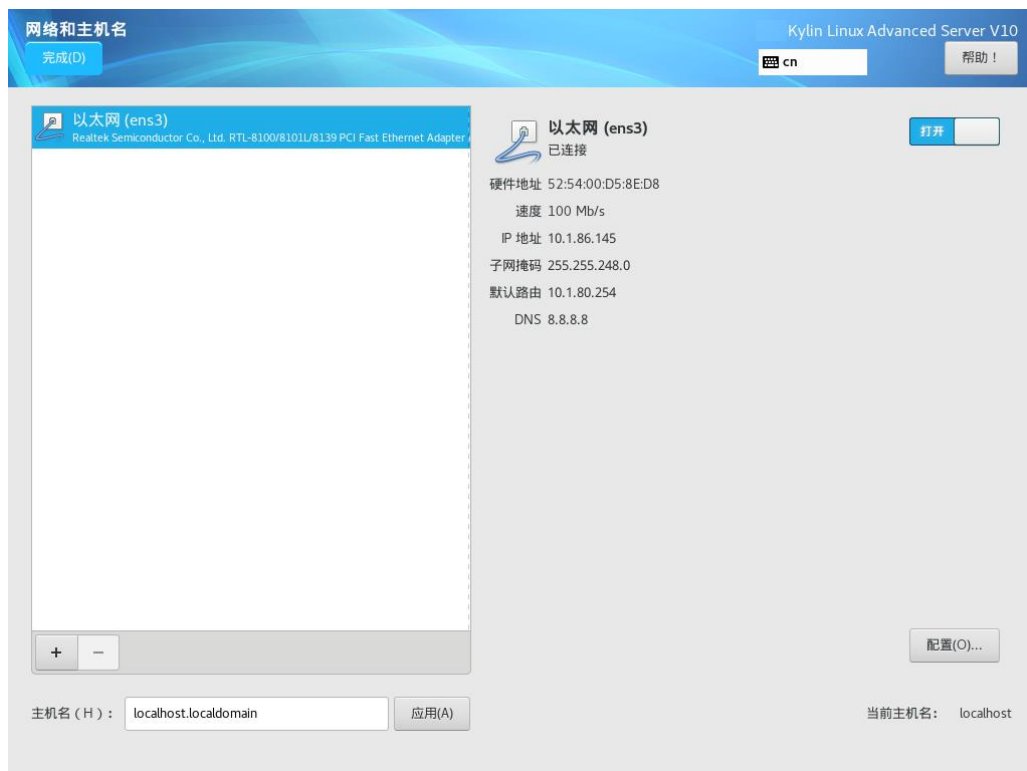 网络和主机名
Kylin Linux Advanced Server V10
完成(D)
cn
帮助！
以太网 (ens3)
Realtek Semiconductor Co., Ltd. RTL-8100/8101L/8139 PCI Fast Ethernet Adapter
以太网 (ens3)
已连接
打开
硬件地址 52:54:00:D5:8E:D8
速度 100 Mb/s
IP 地址 10.1.86.145
子网掩码 255.255.248.0
默认路由 10.1.80.254
DNS 8.8.8.8
+ −
配置(O)...
主机名（H）： localhost.localdomain 应用(A)
当前主机名： localhost